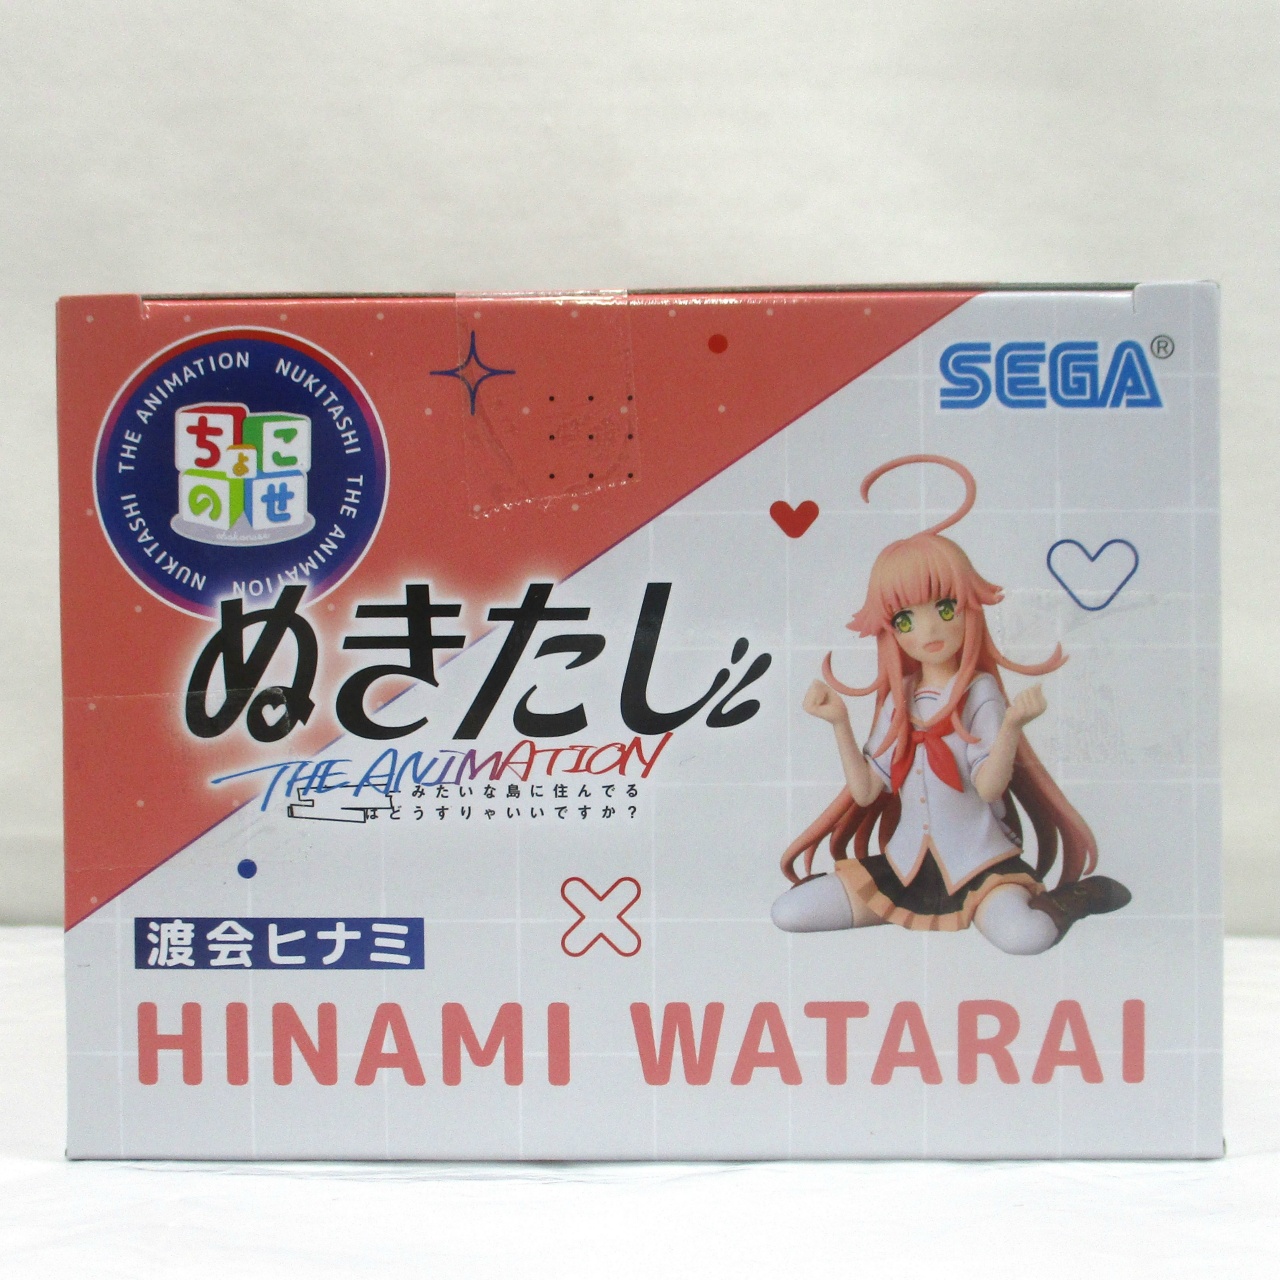 SEGA®
NUKITASHI THE ANIMATION NUKITASHI THE ANIMATION
ちょこ
のせ
chokonose
ぬきたし
THE ANIMATION
みたいな島に住んでる
はどうすりゃいいですか?
渡会ヒナミ
HINAMI WATARAI